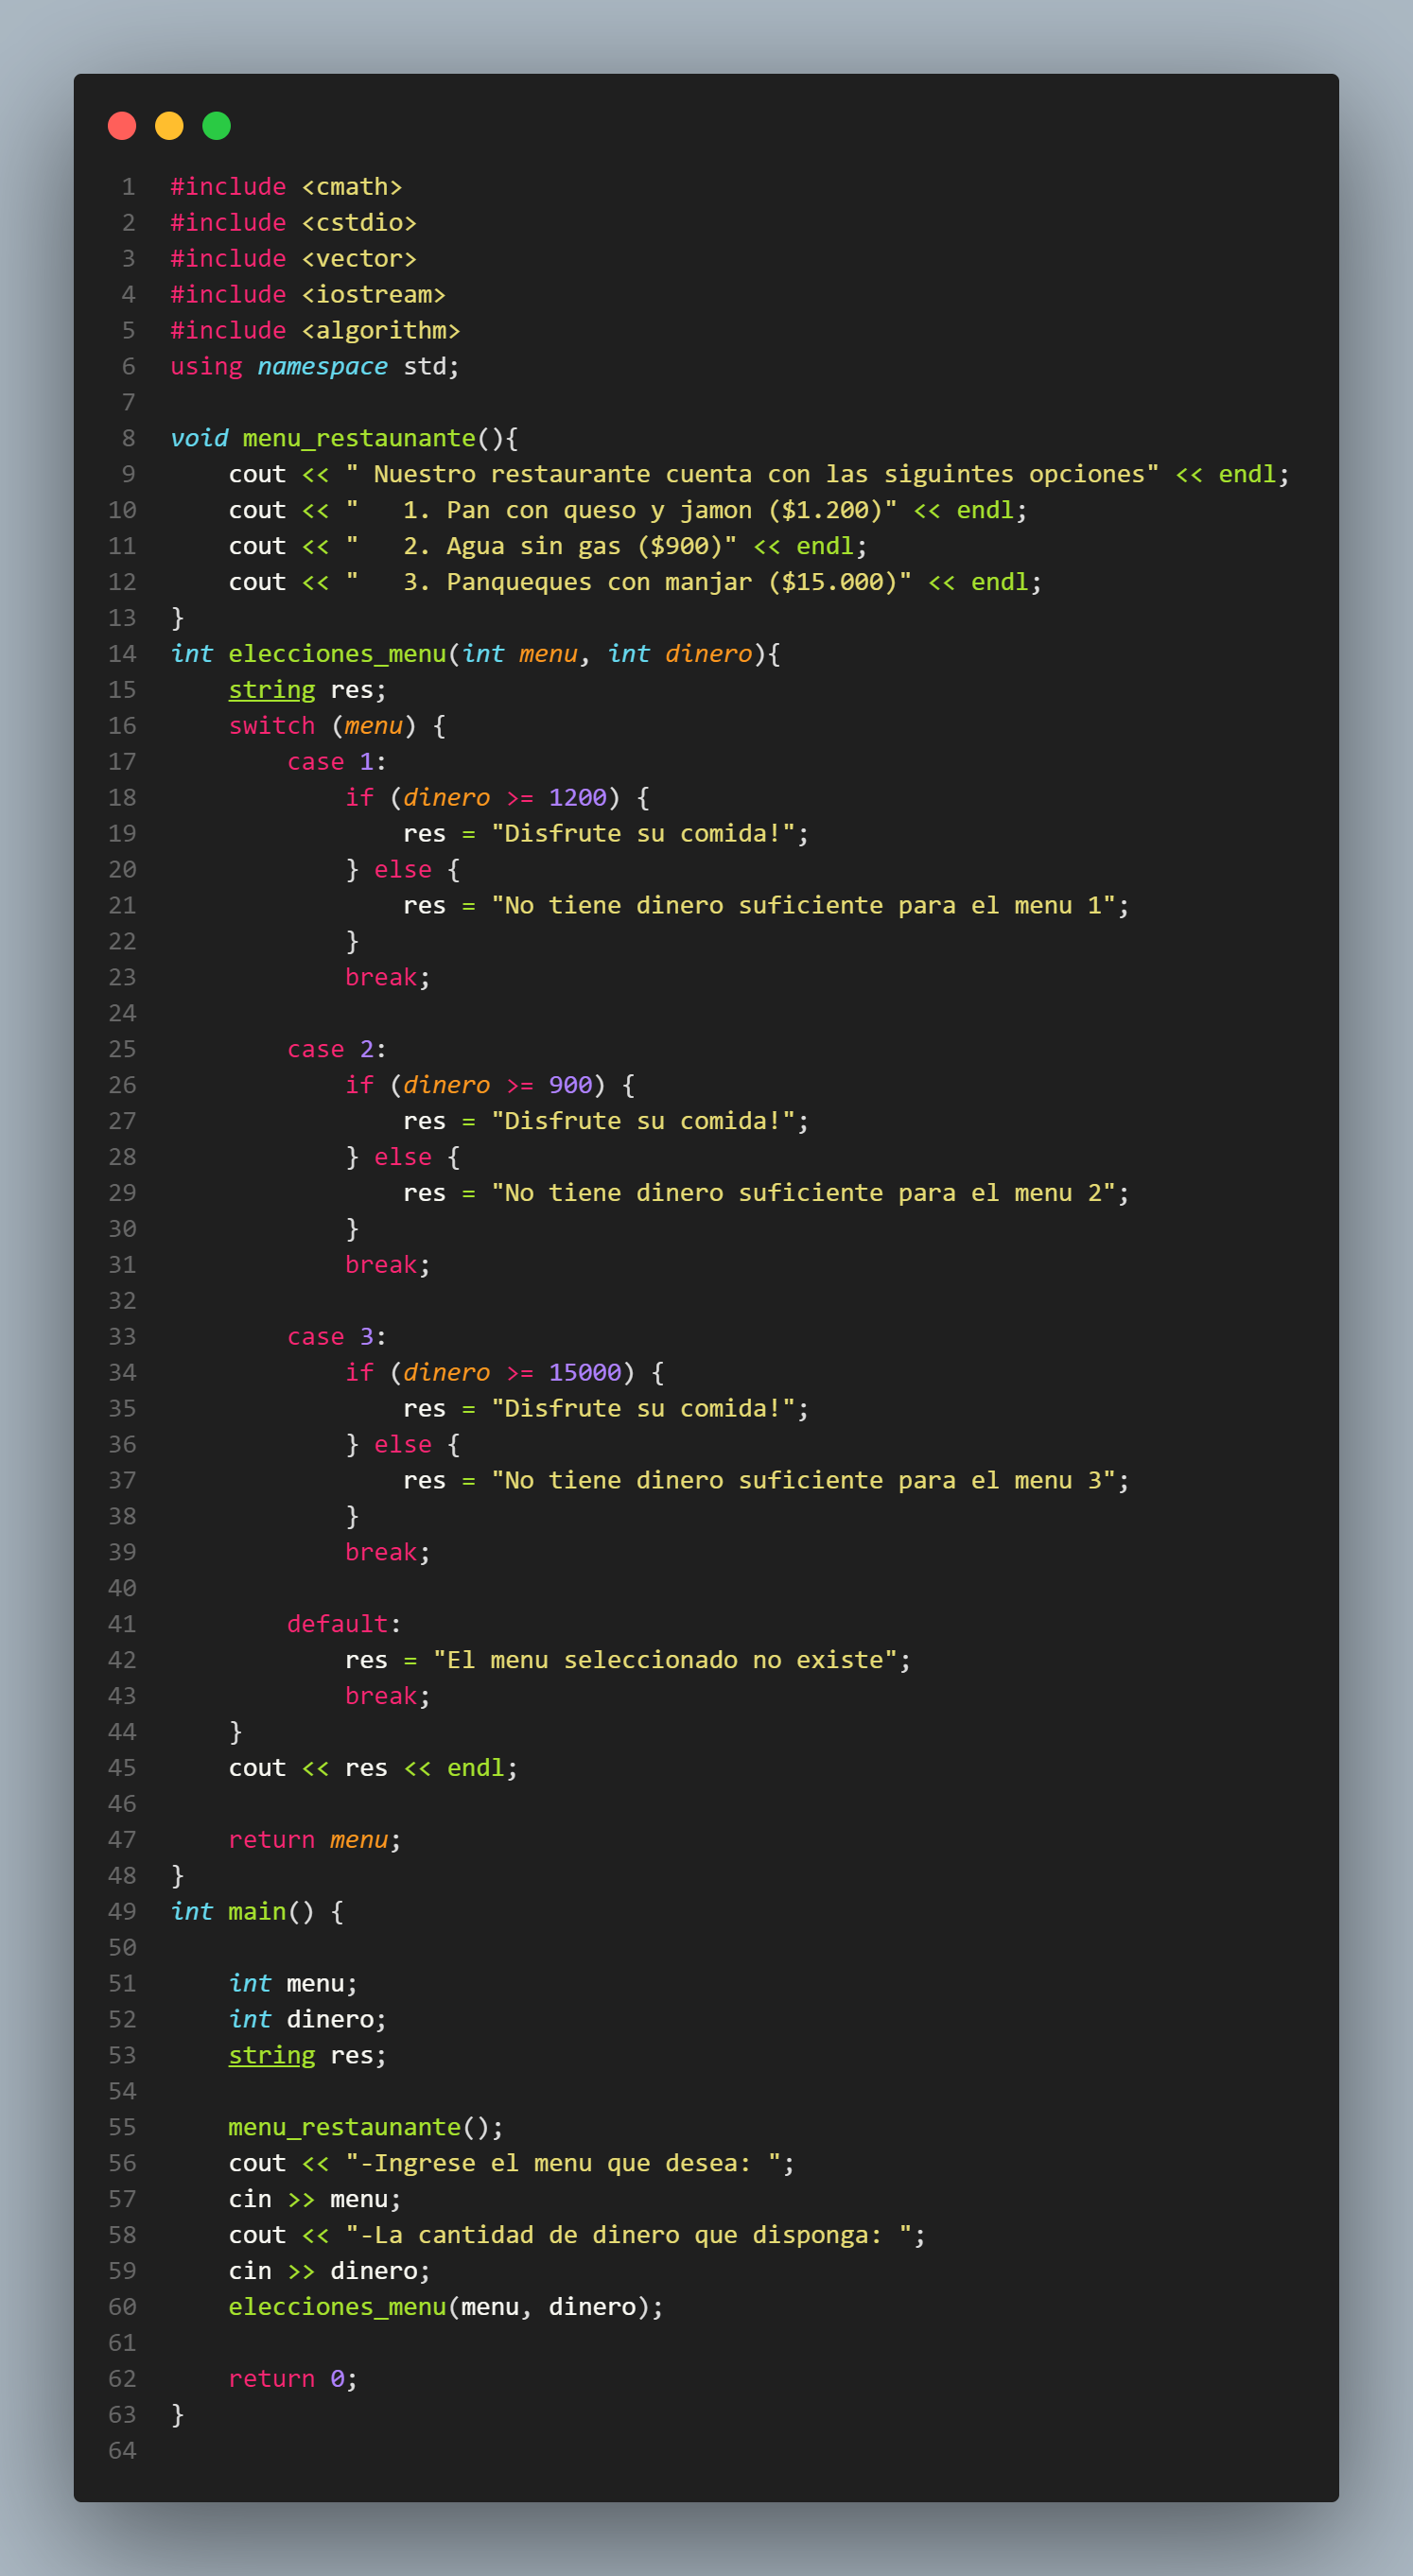 1 #include <cmath>
2 #include <cstdio>
3 #include <vector>
4 #include <iostream>
5 #include <algorithm>
6 using namespace std;
7
8 void menu_restaunante(){
9     cout << " Nuestro restaurante cuenta con las siguintes opciones" << endl;
10     cout << "   1. Pan con queso y jamon ($1.200)" << endl;
11     cout << "   2. Agua sin gas ($900)" << endl;
12     cout << "   3. Panqueques con manjar ($15.000)" << endl;
13 }
14 int elecciones_menu(int menu, int dinero){
15     string res;
16     switch (menu) {
17         case 1:
18             if (dinero >= 1200) {
19                 res = "Disfrute su comida!";
20             } else {
21                 res = "No tiene dinero suficiente para el menu 1";
22             }
23             break;
24
25         case 2:
26             if (dinero >= 900) {
27                 res = "Disfrute su comida!";
28             } else {
29                 res = "No tiene dinero suficiente para el menu 2";
30             }
31             break;
32
33         case 3:
34             if (dinero >= 15000) {
35                 res = "Disfrute su comida!";
36             } else {
37                 res = "No tiene dinero suficiente para el menu 3";
38             }
39             break;
40
41         default:
42             res = "El menu seleccionado no existe";
43             break;
44     }
45     cout << res << endl;
46
47     return menu;
48 }
49 int main() {
50
51     int menu;
52     int dinero;
53     string res;
54
55     menu_restaunante();
56     cout << "-Ingrese el menu que desea: ";
57     cin >> menu;
58     cout << "-La cantidad de dinero que disponga: ";
59     cin >> dinero;
60     elecciones_menu(menu, dinero);
61
62     return 0;
63 }
64